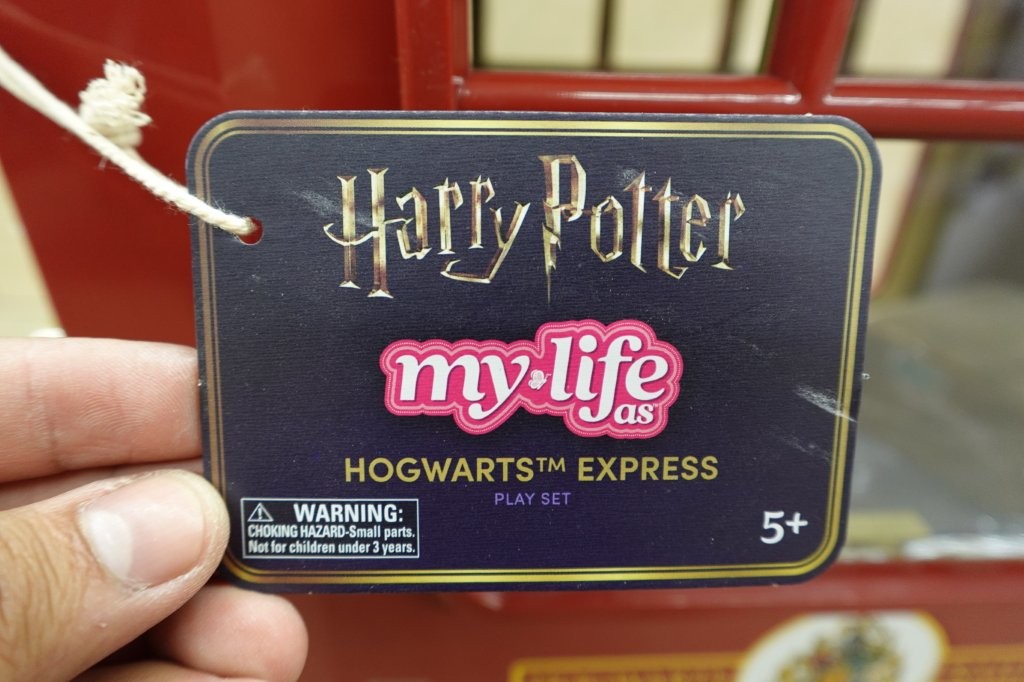 Harry Potter
my life
as
HOGWARTS™ EXPRESS
PLAY SET
WARNING:
CHOKING HAZARD-Small parts.
Not for children under 3 years.
5+